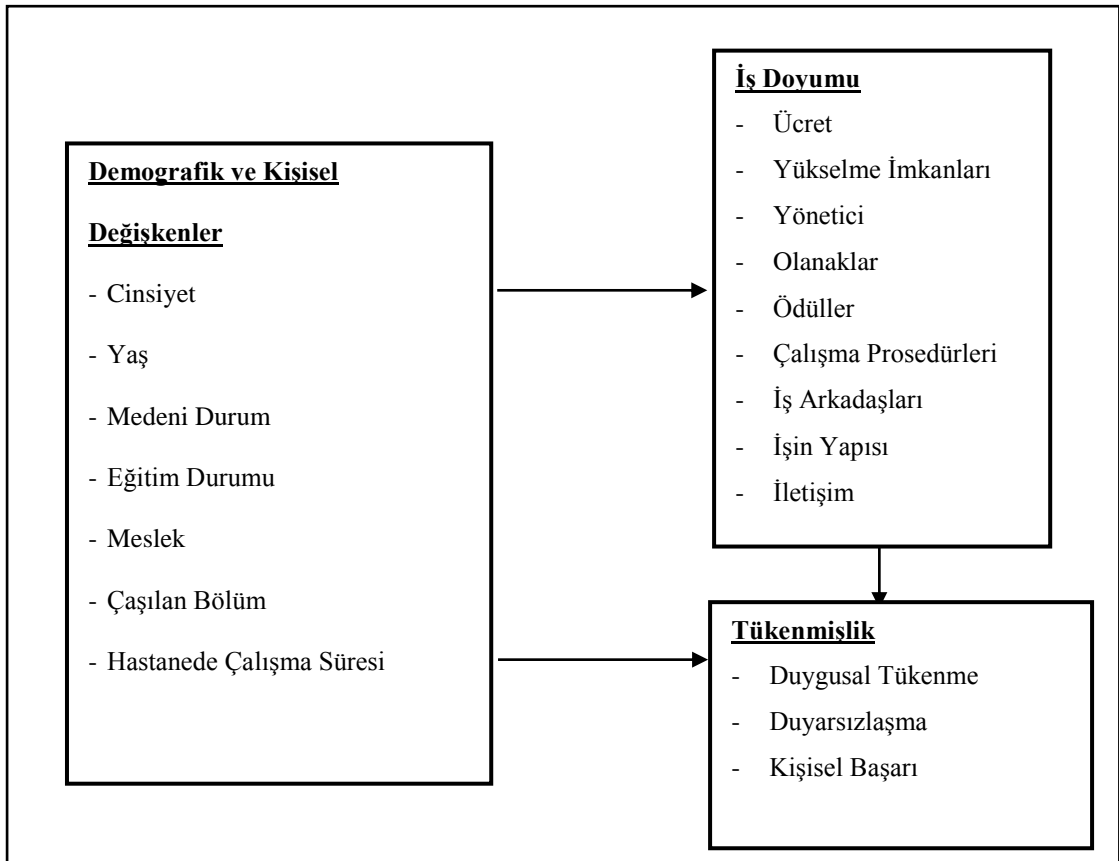 Demografik ve Kişisel
Değişkenler
- Cinsiyet
- Yaş
- Medeni Durum
- Eğitim Durumu
- Meslek
- Çaşılan Bölüm
- Hastanede Çalışma Süresi
İş Doyumu
- Ücret
- Yükselme İmkanları
- Yönetici
- Olanaklar
- Ödüller
- Çalışma Prosedürleri
- İş Arkadaşları
- İşin Yapısı
- İletişim
Tükenmişlik
- Duygusal Tükenme
- Duyarsızlaşma
- Kişisel Başarı